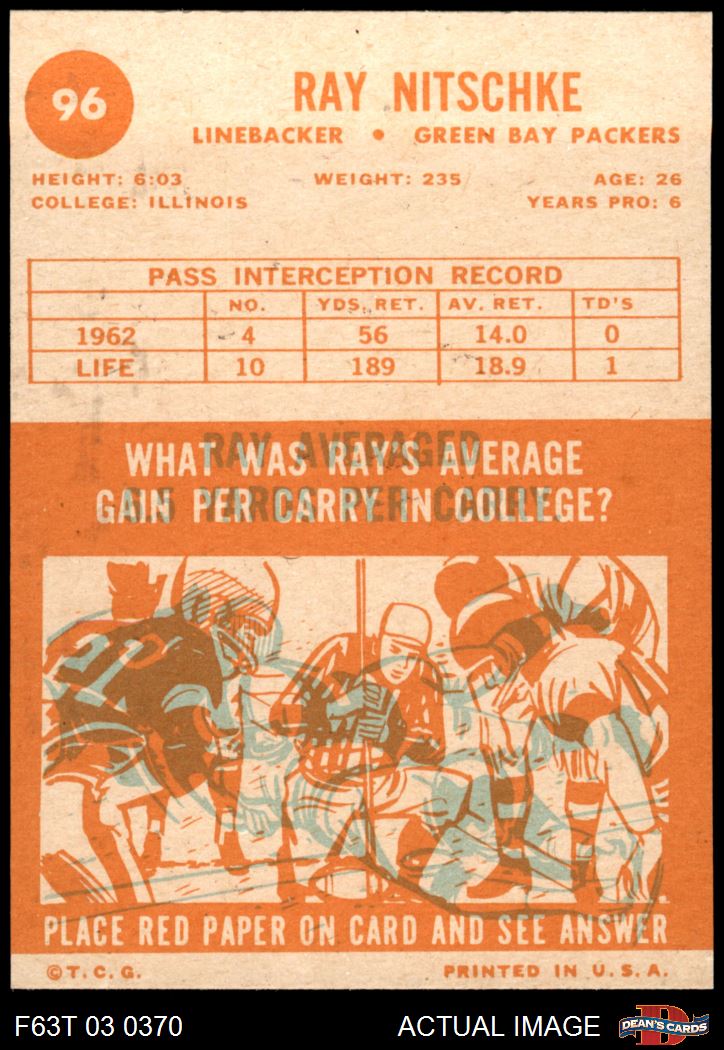 96
RAY NITSCHKE
LINEBACKER • GREEN BAY PACKERS
HEIGHT: 6:03 WEIGHT: 235 AGE: 26
COLLEGE: ILLINOIS YEARS PRO: 6
PASS INTERCEPTION RECORD
NO. YDS. RET. AV. RET. TD'S
1962 4 56 14.0 0
LIFE 10 189 18.9 1
WHAT WAS RAY'S AVERAGE
GAIN PER CARRY IN COLLEGE?
RAY AVERAGED
YARDS PER CARRY
PLACE RED PAPER ON CARD AND SEE ANSWER
©T.C.G. PRINTED IN U.S.A.
F63T 03 0370 ACTUAL IMAGE DEAN'S CARDS